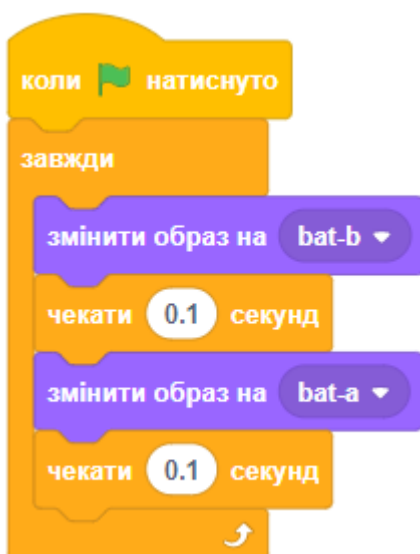 коли натиснуто
завжди
змінити образ на bat-b
чекати 0.1 секунд
змінити образ на bat-a
чекати 0.1 секунд